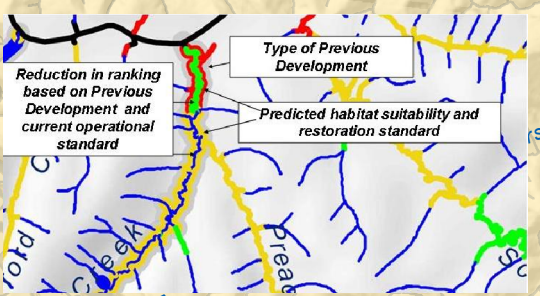 Type of Previous
Development
Reduction in ranking
based on Previous
Development and
current operational
standard
Predicted habitat suitability and
restoration standard
Creek